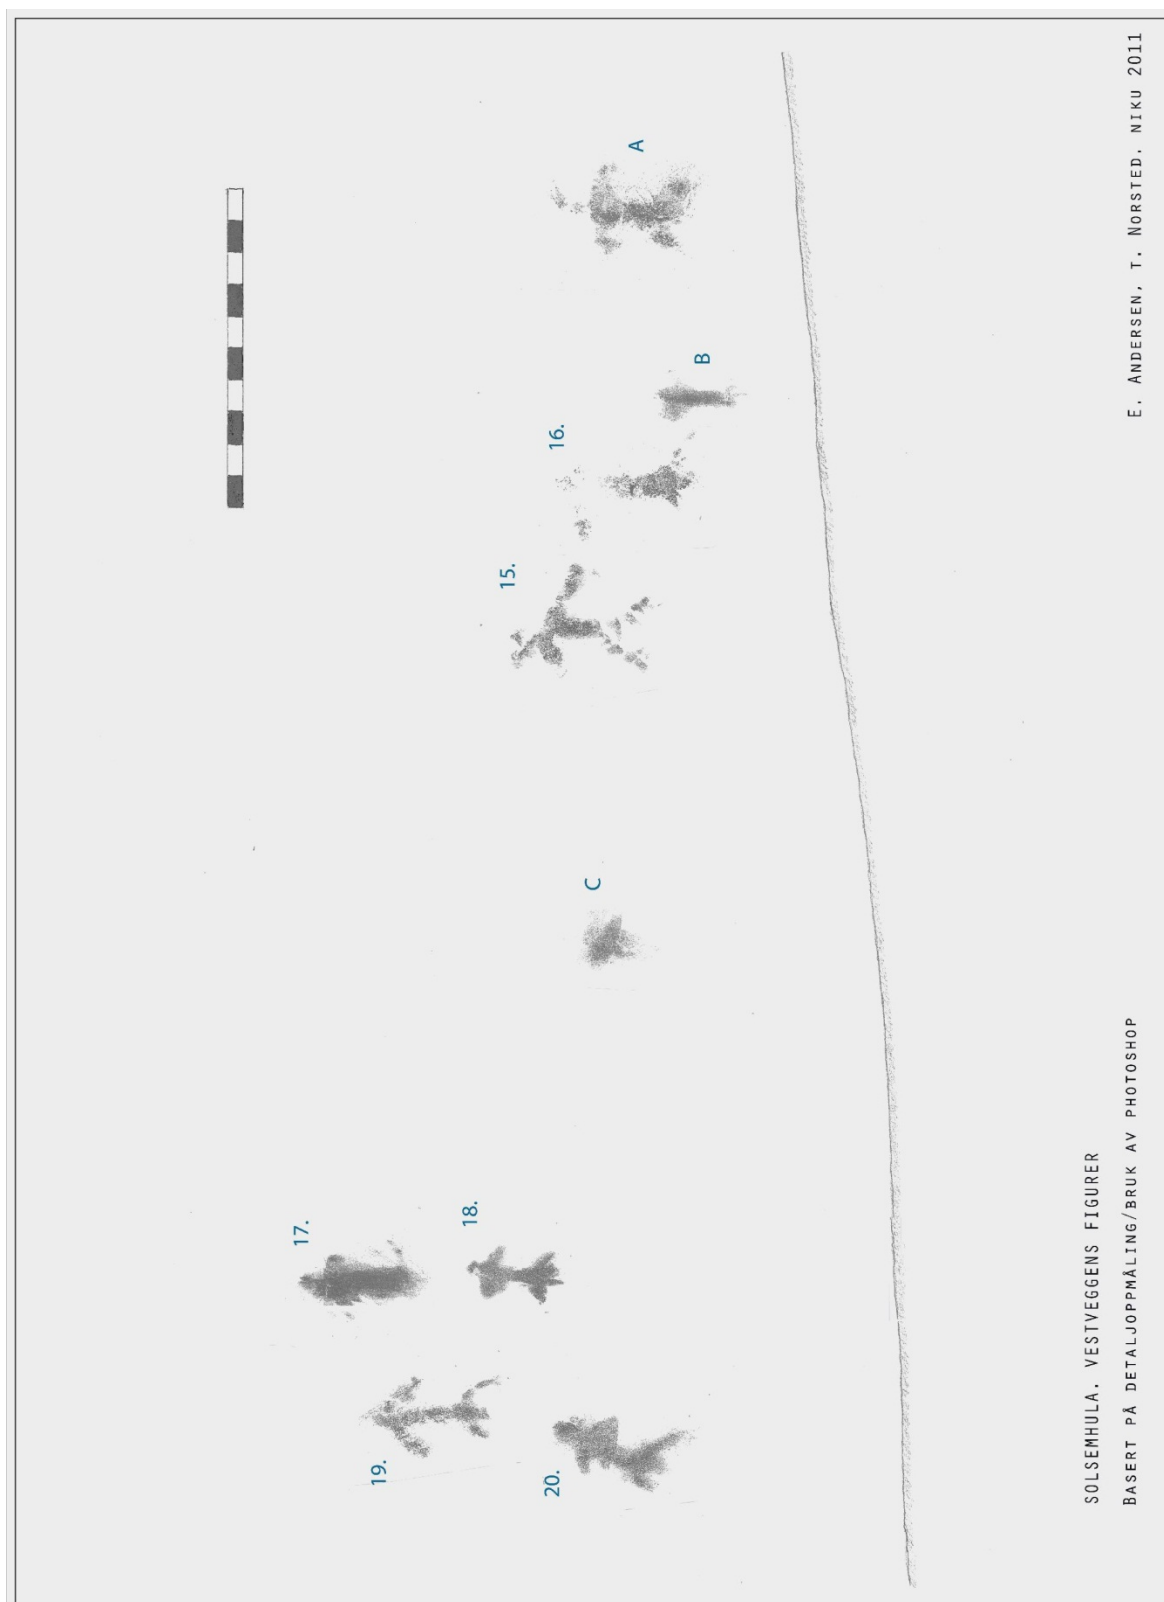 17.
19.
18.
15.
20.
16.
C
A
B
SOLSEMHULA. VESTVEGGENS FIGURER
BASERT PÅ DETALJOPPMÅLING/BRUK AV PHOTOSHOP
E. ANDERSEN, T. NORSTED. NIKU 2011